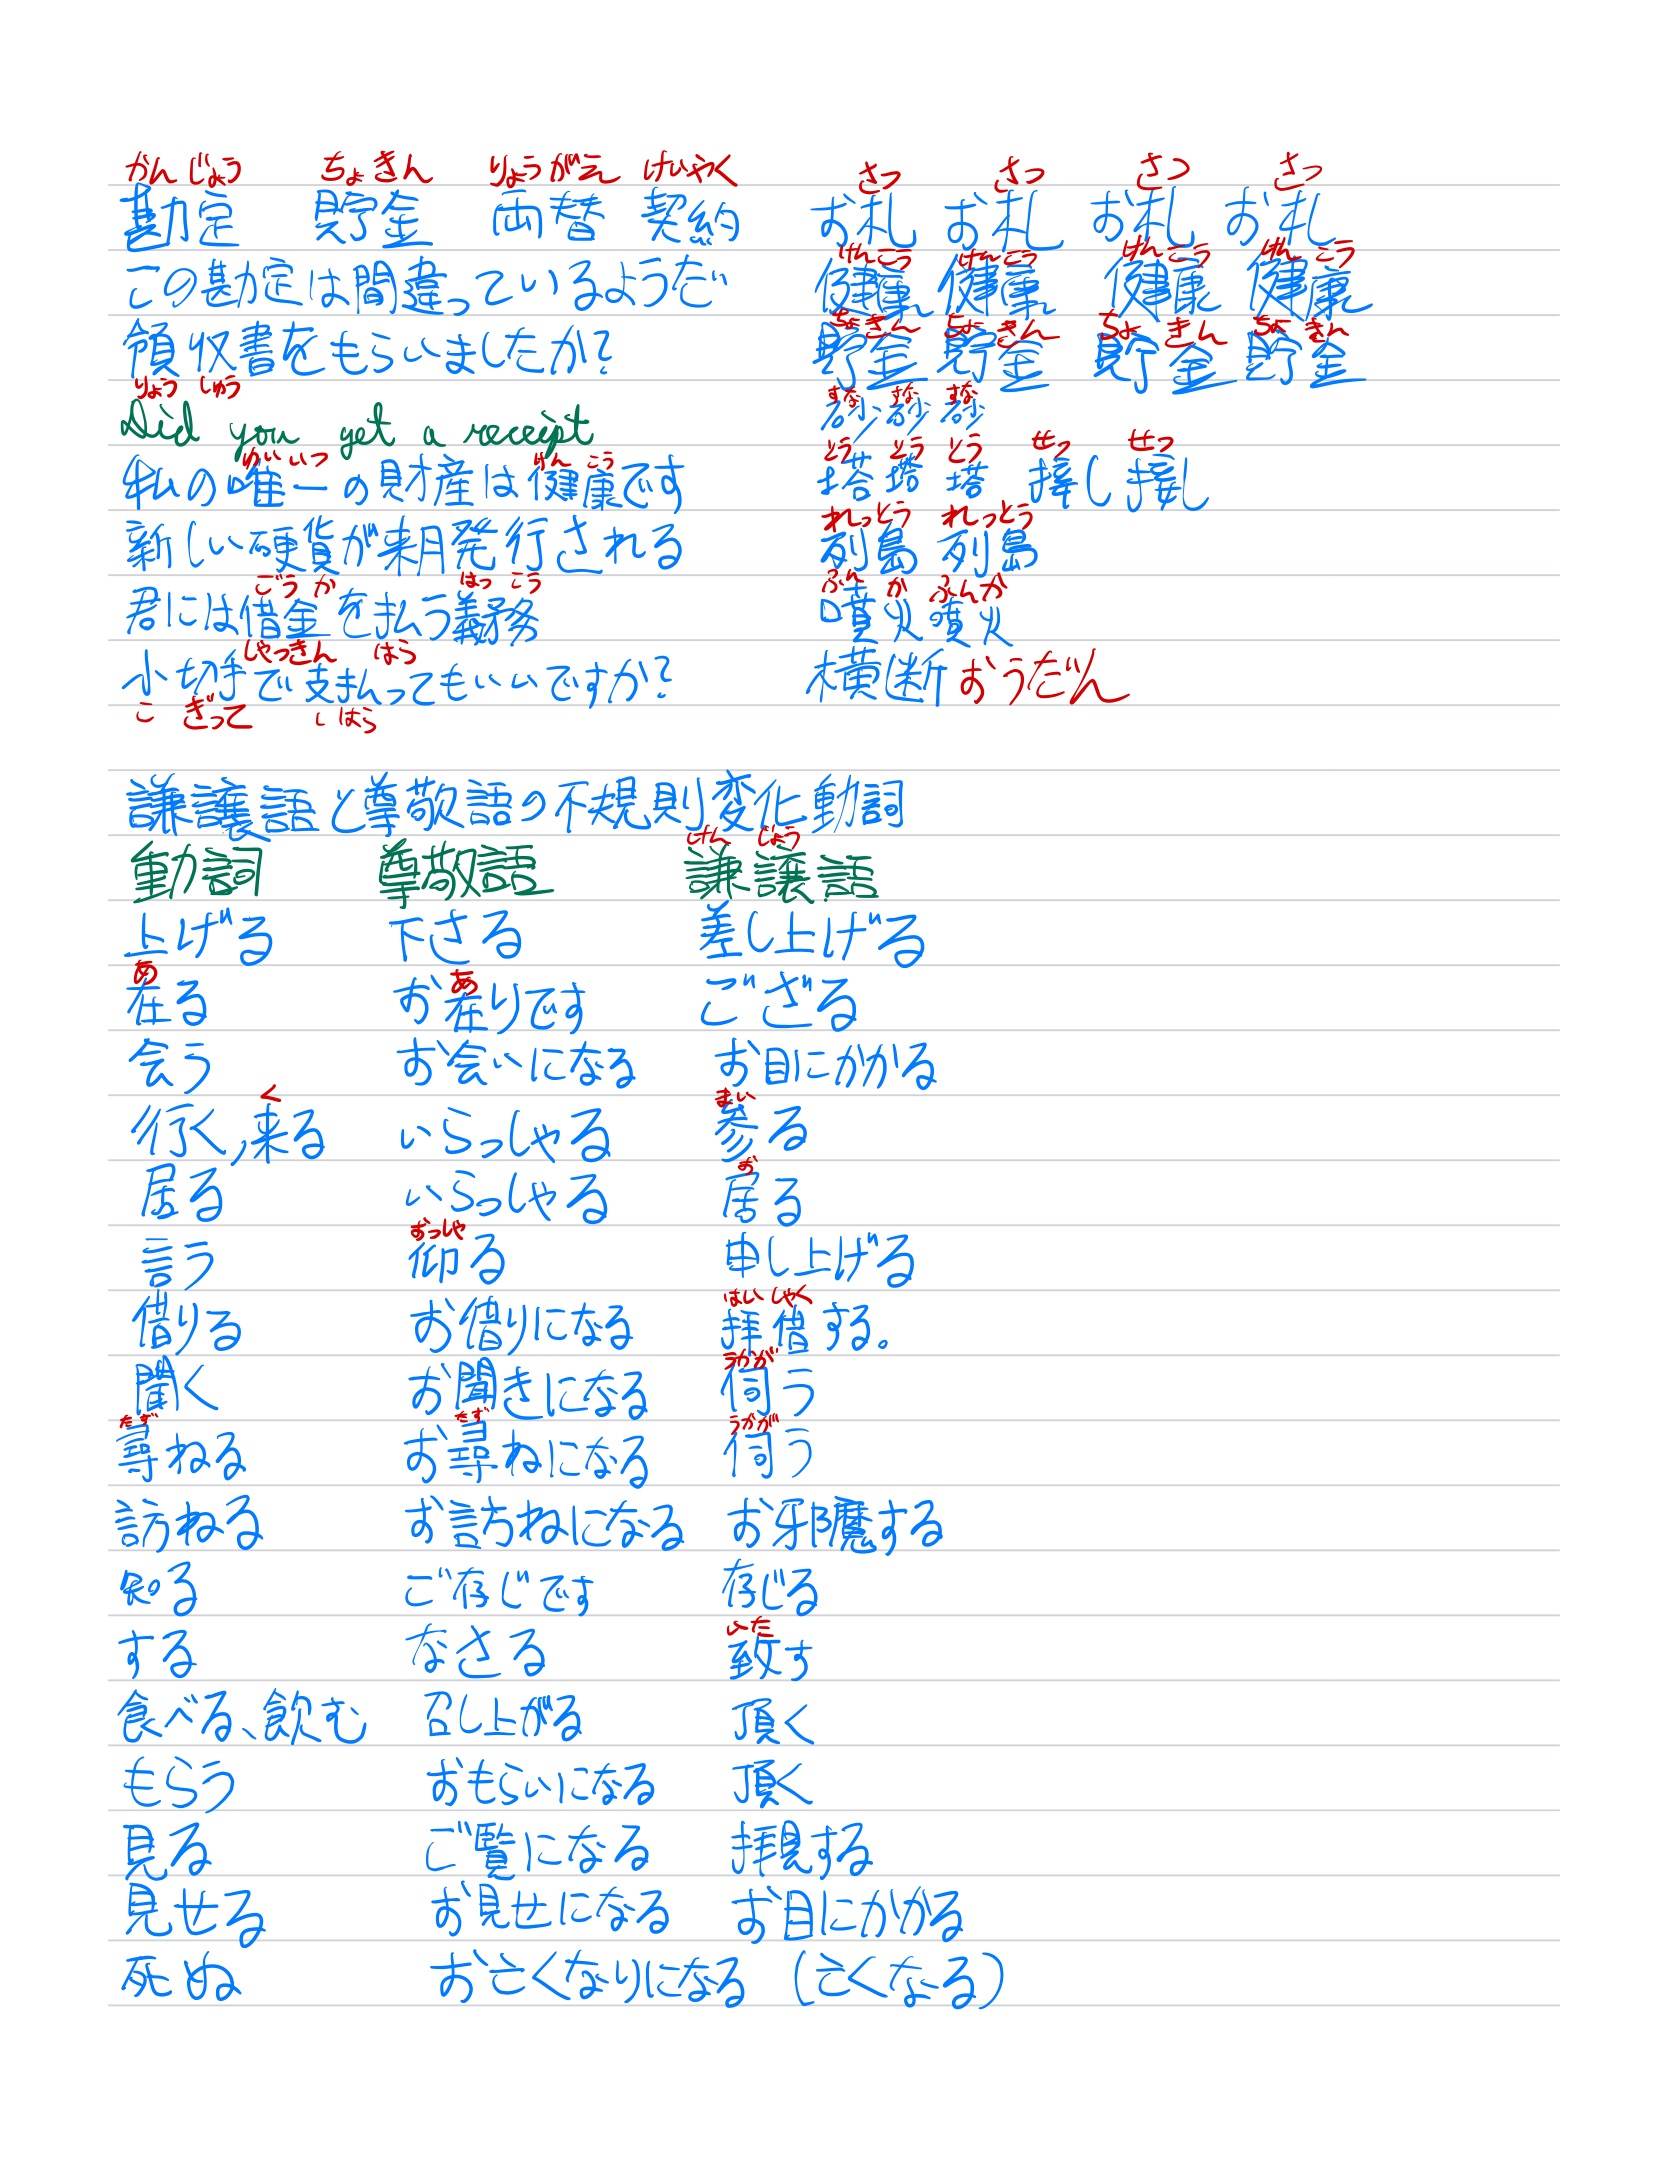 かんじょう ちょきん りょうがえ けいやく さつ さつ さつ さつ
勘定 貯金 両替 契約 お札 お札 お札 お札
けんこう けんこう けんこう けんこう
この勘定は間違っているようだ 健康 健康 健康 健康
ちょきん ちょきん ちょきん ちょきん
領収書をもらいましたか? 貯金 貯金 貯金 貯金
りょう しゅう すな すな すな
Did you get a receipt 砂 砂 砂
ゆいいつ けん こう とう とう とう せっ せっ
私の唯一の財産は健康です 塔 塔 塔 接し 接し
れっとう れっとう
新しい硬貨が来月発行される 列島 列島
ごう か はっ こう ふん か ふんか
君には借金を払う義務 噴火 噴火
しゃっきん はら
小切手で支払ってもいいですか? 横断 おうだん
こ ぎって しはら
謙譲語と尊敬語の不規則変化動詞
けん じょう
動詞 尊敬語 謙譲語
上げる 下さる 差し上げる
あ あ
在る お在りです ござる
会う お会いになる お目にかかる
く まい
行く,来る いらっしゃる 参る
お
居る いらっしゃる 居る
おっしゃ
言う 仰る 申し上げる
はいしゃく
借りる お借りになる 拝借する。
うかが
聞く お聞きになる 伺う
たず たず うかが
尋ねる お尋ねになる 伺う
訪ねる お訪ねになる お邪魔する
知る ご存じです 存じる
いた
する なさる 致す
食べる、飲む 召し上がる 頂く
もらう おもらいになる 頂く
見る ご覧になる 拝見する
見せる お見せになる お目にかかる
死ぬ お亡くなりになる (亡くなる)